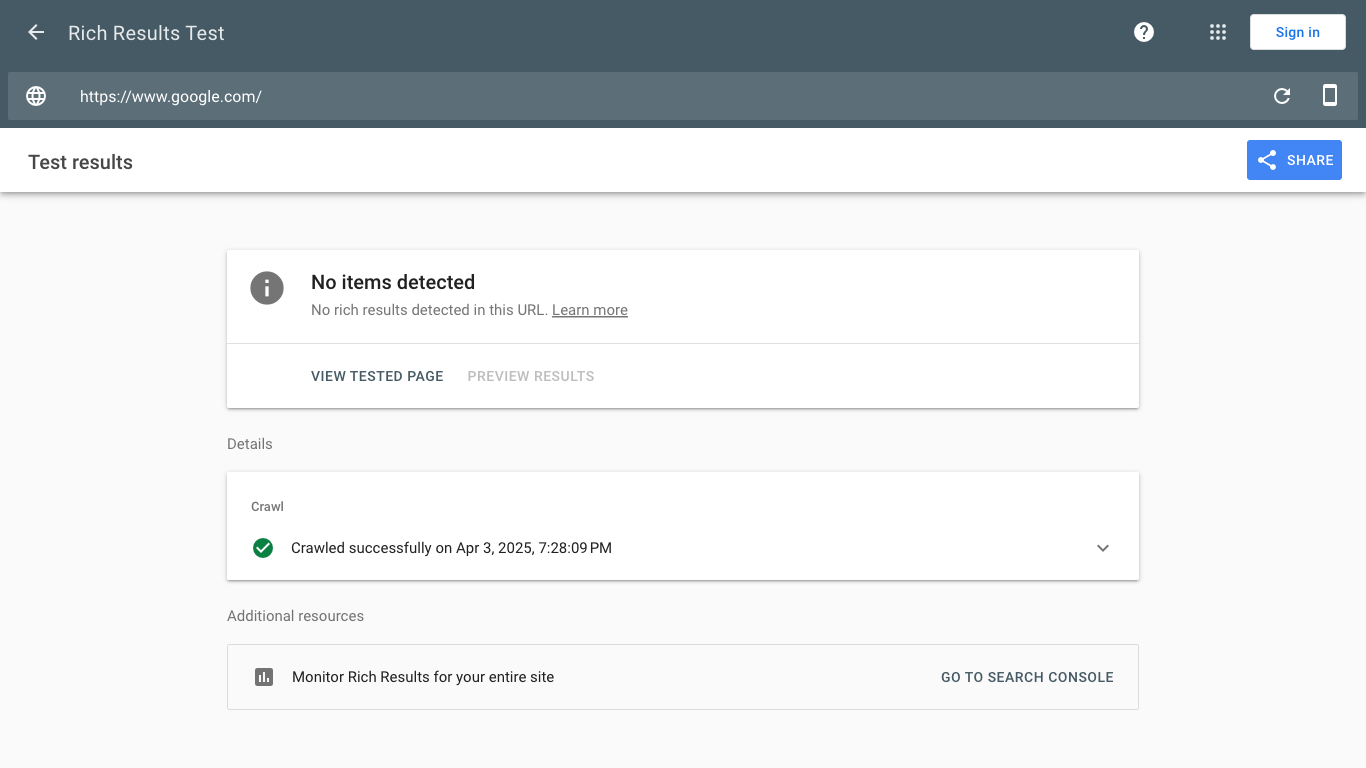 Rich Results Test
Sign in
https://www.google.com/
Test results
SHARE
No items detected
No rich results detected in this URL. Learn more
VIEW TESTED PAGE PREVIEW RESULTS
Details
Crawl
Crawled successfully on Apr 3, 2025, 7:28:09 PM
Additional resources
Monitor Rich Results for your entire site
GO TO SEARCH CONSOLE